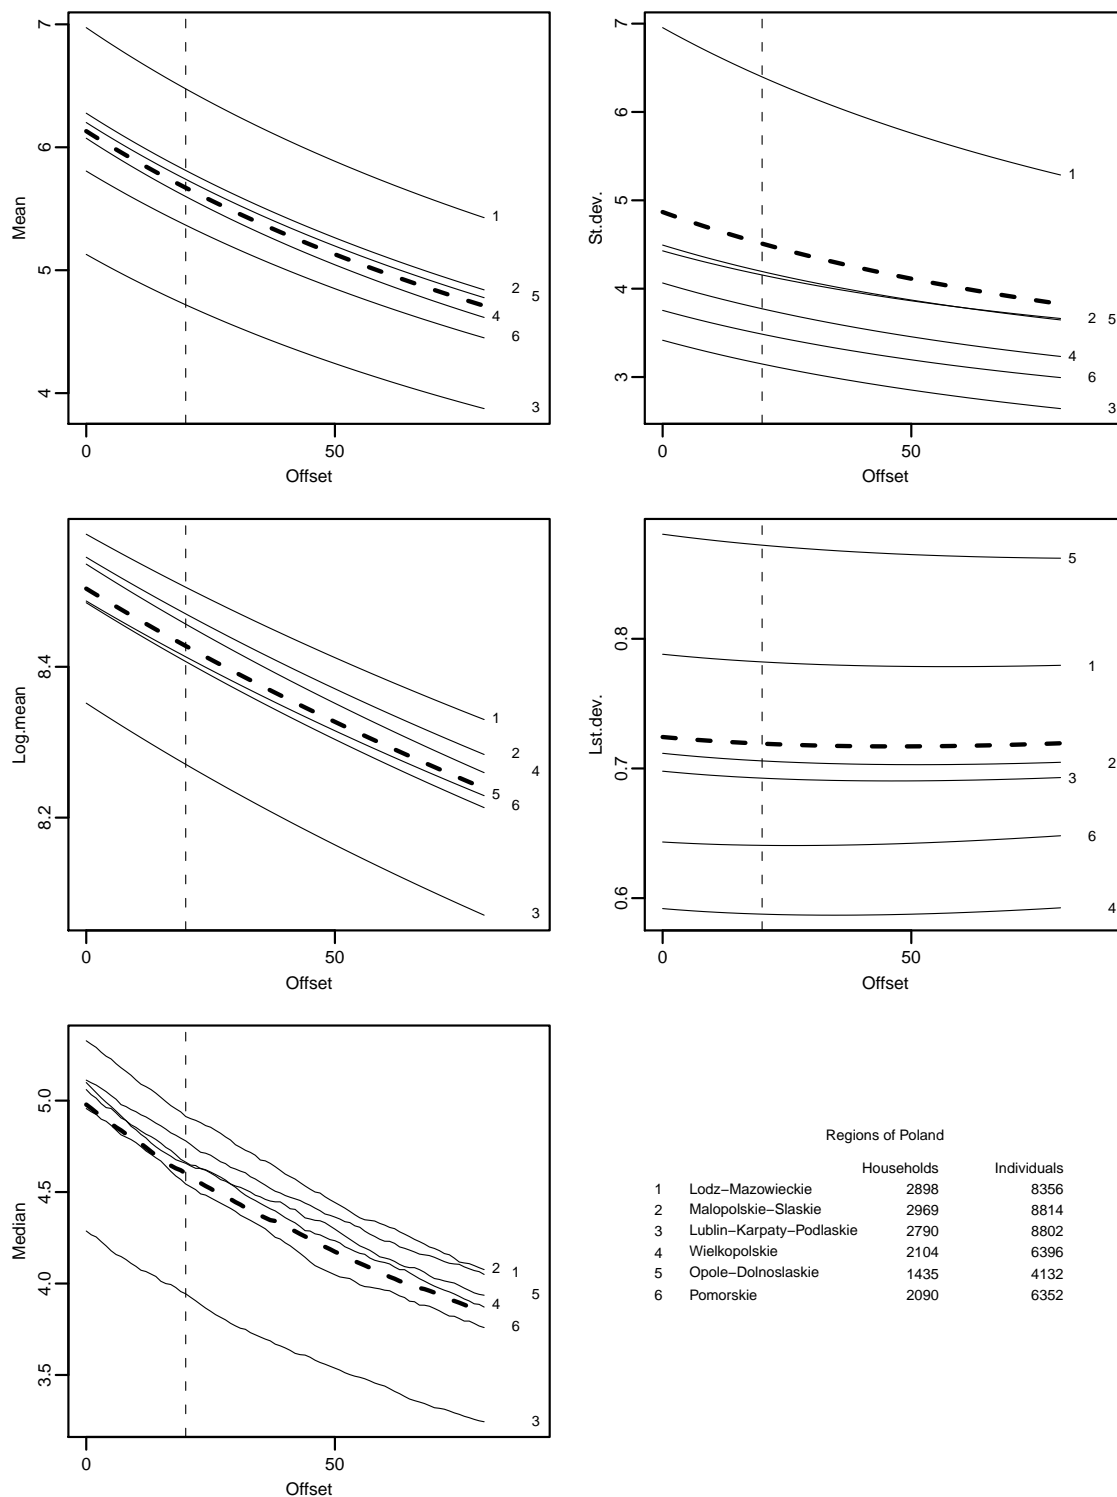 7
6
5
4
Mean
1
2 5
4
6
3
0 50
Offset
7
6
5
4
3
St.dev.
1
2 5
4
6
3
0 50
Offset
8.4
8.2
Log.mean
1
2
4
5
6
3
0 50
Offset
0.8
0.7
0.6
Lst.dev.
5
1
2
3
6
4
0 50
Offset
5.0
4.5
4.0
3.5
Median
2 1
5
4
6
3
0 50
Offset
Regions of Poland
Households Individuals
1 Lodz−Mazowieckie 2898 8356
2 Malopolskie−Slaskie 2969 8814
3 Lublin−Karpaty−Podlaskie 2790 8802
4 Wielkopolskie 2104 6396
5 Opole−Dolnoslaskie 1435 4132
6 Pomorskie 2090 6352